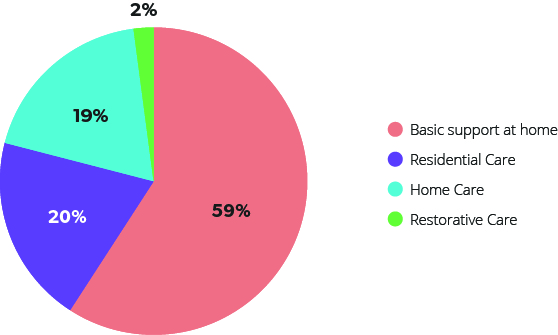 2%
19%
20%
59%
Basic support at home
Residential Care
Home Care
Restorative Care